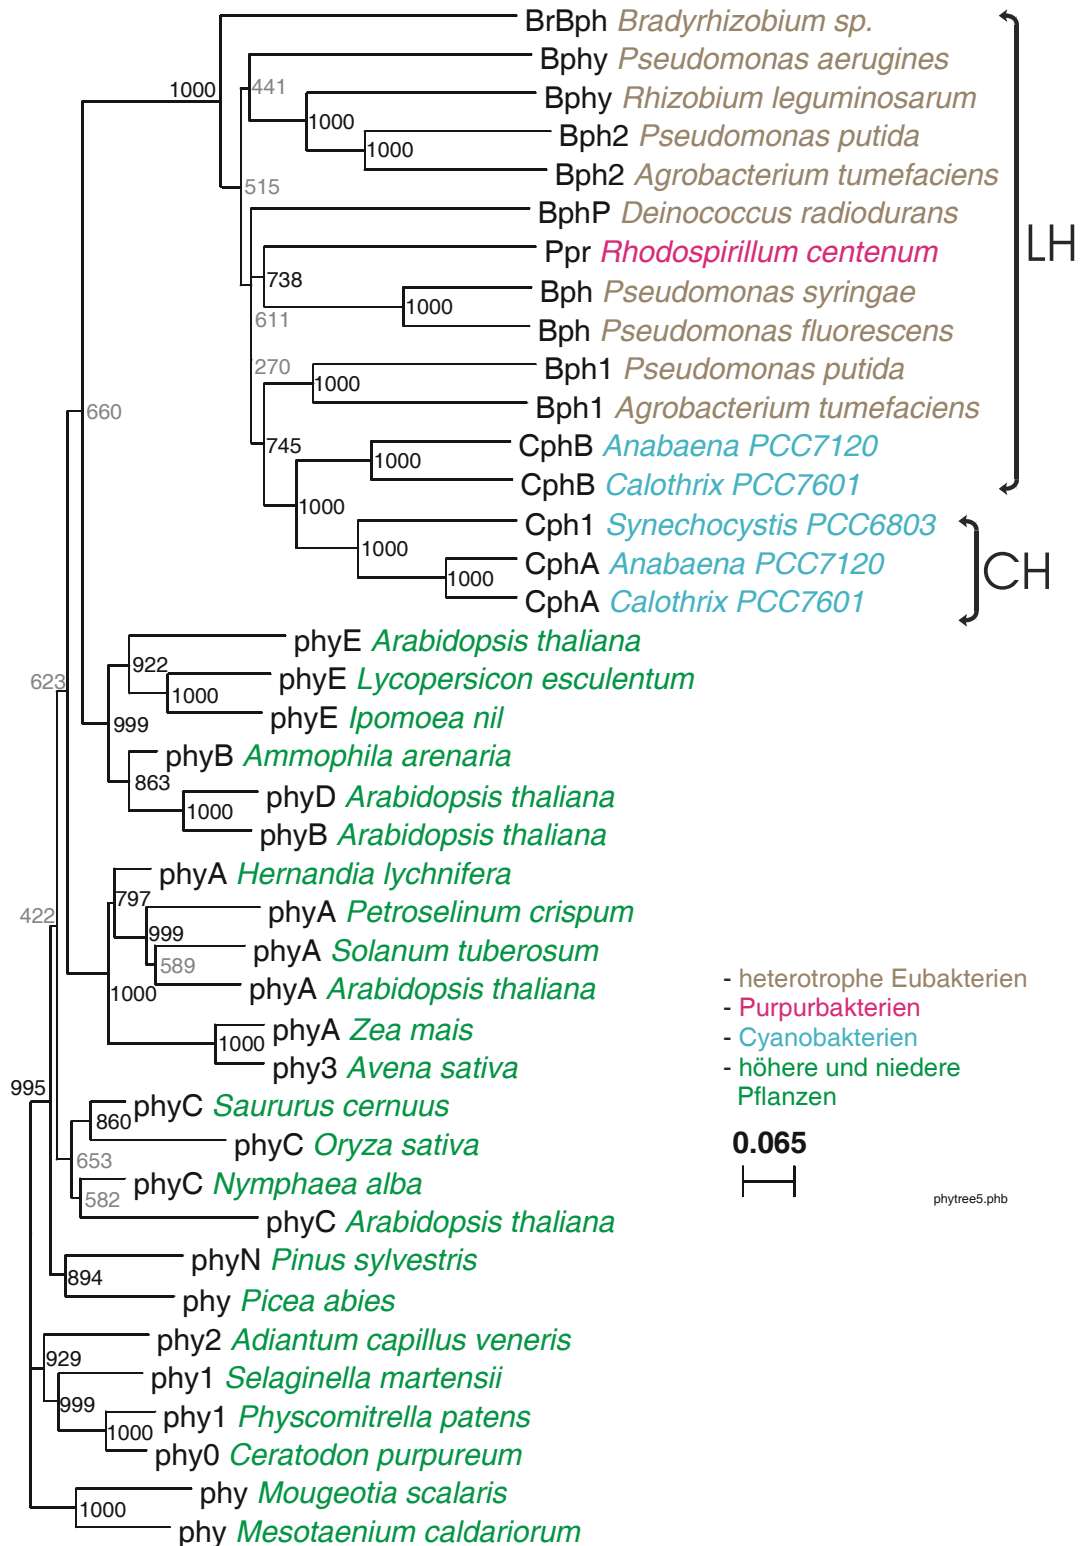 BrBph Bradyrhizobium sp.
Bphy Pseudomonas aerugines
1000
441
Bphy Rhizobium leguminosarum
1000
Bph2 Pseudomonas putida
1000
Bph2 Agrobacterium tumefaciens
515
BphP Deinococcus radiodurans
LH
Ppr Rhodospirillum centenum
738
Bph Pseudomonas syringae
1000
611
Bph Pseudomonas fluorescens
270
Bph1 Pseudomonas putida
1000
Bph1 Agrobacterium tumefaciens
660
745
CphB Anabaena PCC7120
1000
CphB Calothrix PCC7601
1000
Cph1 Synechocystis PCC6803
1000
CphA Anabaena PCC7120
CH
1000
CphA Calothrix PCC7601
phyE Arabidopsis thaliana
922
phyE Lycopersicon esculentum
623
1000
phyE Ipomoea nil
999
phyB Ammophila arenaria
863
phyD Arabidopsis thaliana
1000
phyB Arabidopsis thaliana
phyA Hernandia lychnifera
797
422
phyA Petroselinum crispum
999
phyA Solanum tuberosum
589
phyA Arabidopsis thaliana
1000
phyA Zea mais
1000
phy3 Avena sativa
995
phyC Saururus cernuus
860
phyC Oryza sativa
653
phyC Nymphaea alba
582
phyC Arabidopsis thaliana
phyN Pinus sylvestris
894
phy Picea abies
phy2 Adiantum capillus veneris
929
phy1 Selaginella martensii
999
phy1 Physcomitrella patens
1000
phy0 Ceratodon purpureum
phy Mougeotia scalaris
1000
phy Mesotaenium caldariorum
- heterotrophe Eubakterien
- Purpurbakterien
- Cyanobakterien
- höhere und niedere
Pflanzen
0.065
phytree5.phb